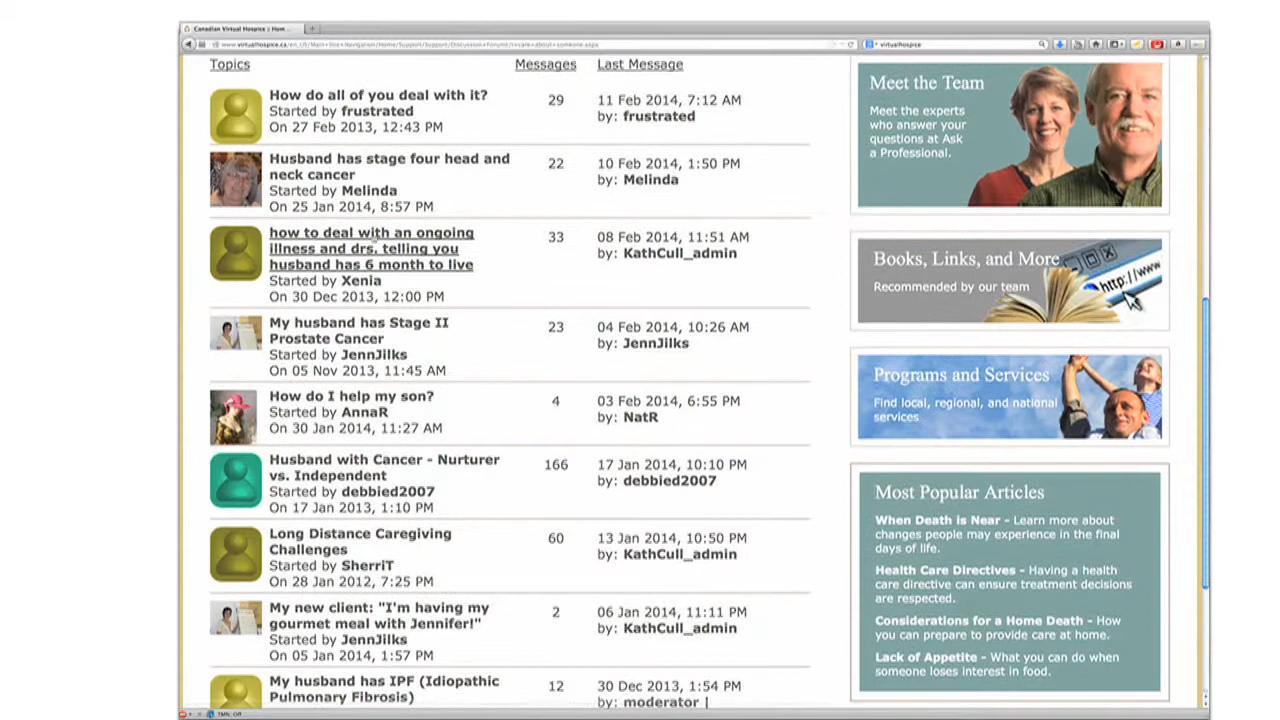 Canadian Virtual Hospice :: Hom...
virtualhospice
Topics
Messages
Last Message
How do all of you deal with it?
Started by frustrated
On 27 Feb 2013, 12:43 PM
29
11 Feb 2014, 7:12 AM
by: frustrated
Husband has stage four head and
neck cancer
Started by Melinda
On 25 Jan 2014, 8:57 PM
22
10 Feb 2014, 1:50 PM
by: Melinda
how to deal with an ongoing
illness and drs. telling you
husband has 6 month to live
Started by Xenia
On 30 Dec 2013, 12:00 PM
33
08 Feb 2014, 11:51 AM
by: KathCull_admin
My husband has Stage II
Prostate Cancer
Started by JennJilks
On 05 Nov 2013, 11:45 AM
23
04 Feb 2014, 10:26 AM
by: JennJilks
How do I help my son?
Started by AnnaR
On 30 Jan 2014, 11:27 AM
4
03 Feb 2014, 6:55 PM
by: NatR
Husband with Cancer - Nurturer
vs. Independent
Started by debbied2007
On 17 Jan 2013, 1:10 PM
166
17 Jan 2014, 10:10 PM
by: debbied2007
Long Distance Caregiving
Challenges
Started by SherriT
On 28 Jan 2012, 7:25 PM
60
13 Jan 2014, 10:50 PM
by: KathCull_admin
My new client: "I'm having my
gourmet meal with Jennifer!"
Started by JennJilks
On 05 Jan 2014, 1:57 PM
2
06 Jan 2014, 11:11 PM
by: KathCull_admin
My husband has IPF (Idiopathic
Pulmonary Fibrosis)
12
30 Dec 2013, 1:54 PM
by: moderator |
Meet the Team
Meet the experts
who answer your
questions at Ask
a Professional.
Books, Links, and More
Recommended by our team
http://www
Programs and Services
Find local, regional, and national
services
Most Popular Articles
When Death is Near - Learn more about
changes people may experience in the final
days of life.
Health Care Directives - Having a health
care directive can ensure treatment decisions
are respected.
Considerations for a Home Death - How
you can prepare to provide care at home.
Lack of Appetite - What you can do when
someone loses interest in food.
TMN: Off